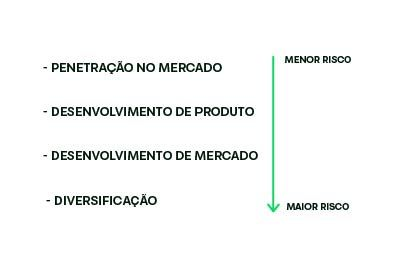 - PENETRAÇÃO NO MERCADO
MENOR RISCO
- DESENVOLVIMENTO DE PRODUTO
- DESENVOLVIMENTO DE MERCADO
- DIVERSIFICAÇÃO
MAIOR RISCO